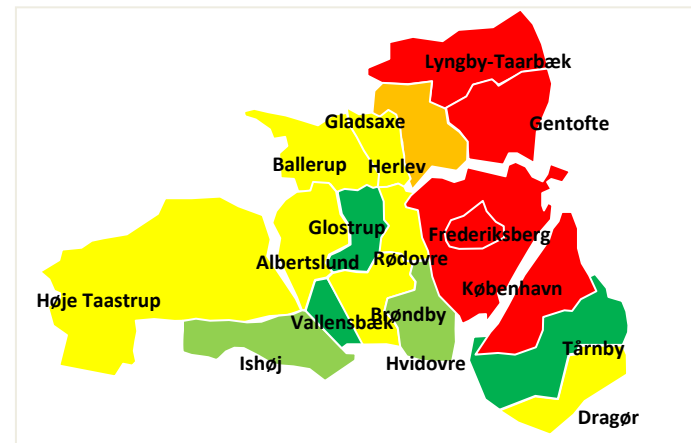 Lyngby-Taarbæk
Gladsaxe
Gentofte
Ballerup
Herlev
Glostrup
Frederiksberg
Albertslund
Rødovre
Høje Taastrup
København
Brøndby
Vallensbæk
Tårnby
Ishøj
Hvidovre
Dragør